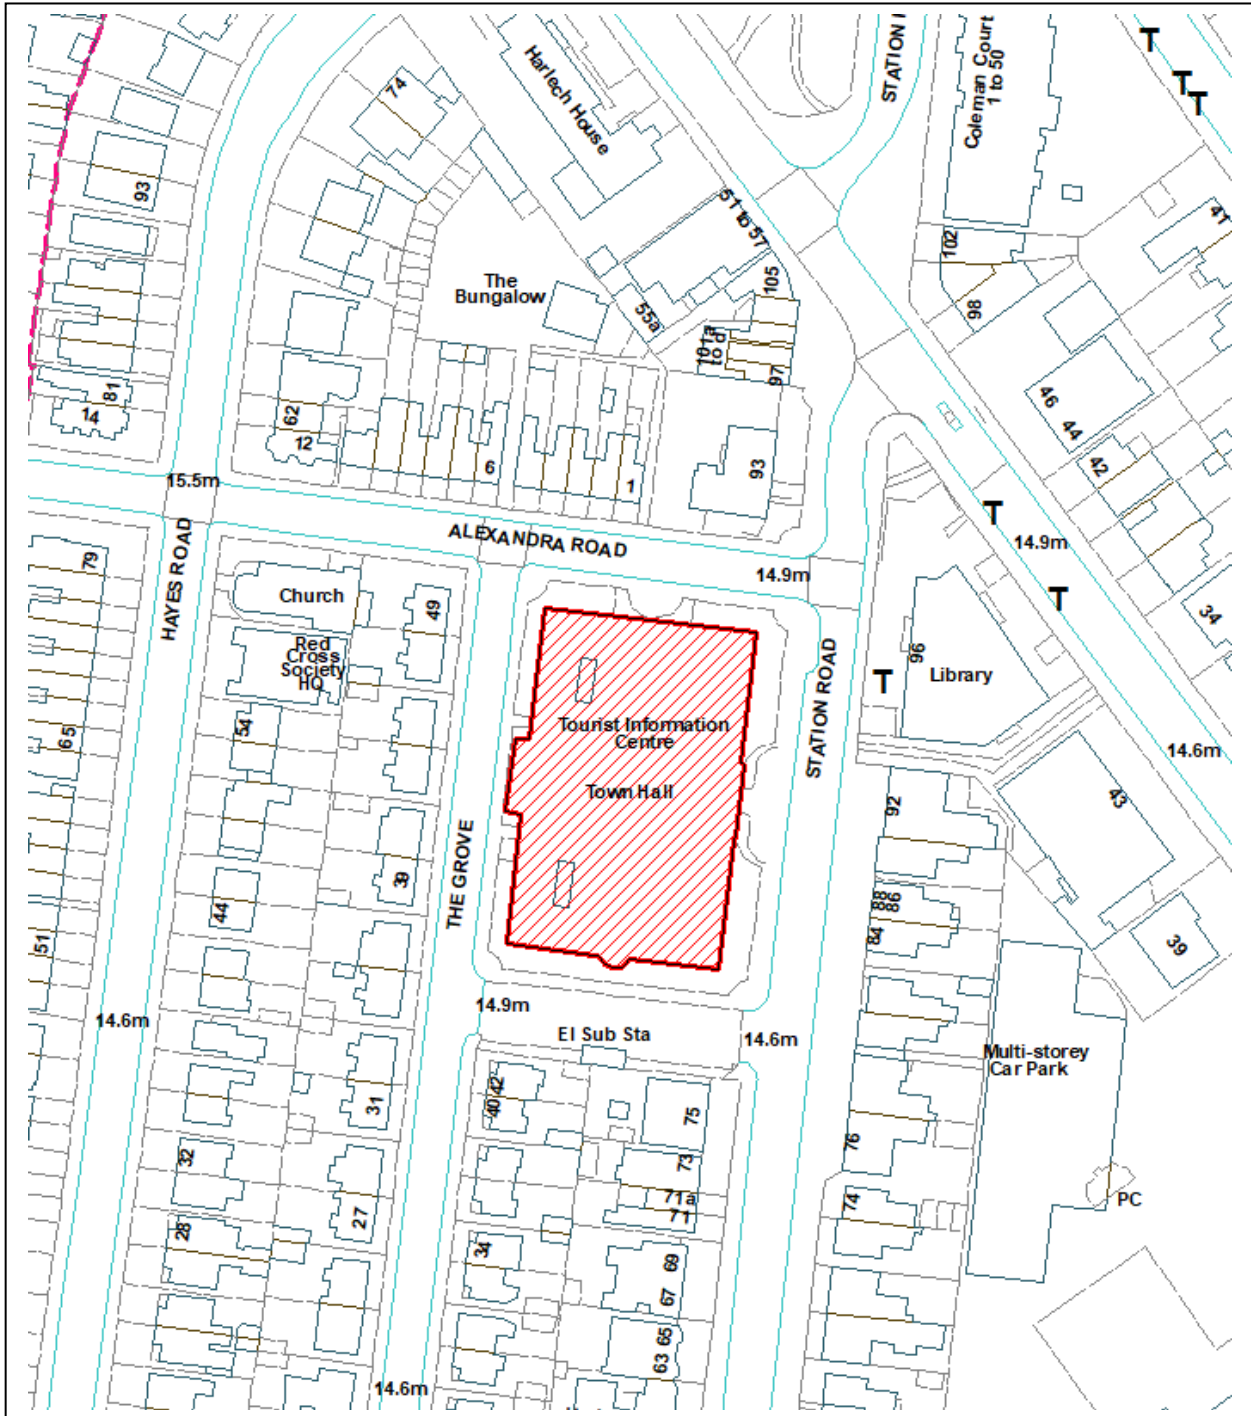 STATION
Coleman Court
1 to 50
T
T
T
74
Harlech House
93
41
51 to 57
102
The
Bungalow
105
98
55a
101a
to d
97
81
14
46
44
62
12
42
6
1
93
15.5m
T
ALEXANDRA ROAD
14.9m
14.9m
79
HAYES ROAD
Church
49
T
34
Red
Cross
Society
HQ
STATION ROAD
96
Library
T
65
54
Tourist Information
Centre
14.6m
Town Hall
92
43
THE GROVE
39
44
88
86
84
51
39
14.9m
14.6m
El Sub Sta
14.6m
Multi-storey
Car Park
42
40
31
75
76
32
73
71a
71
74
PC
27
28
34
69
67
65
63
14.6m